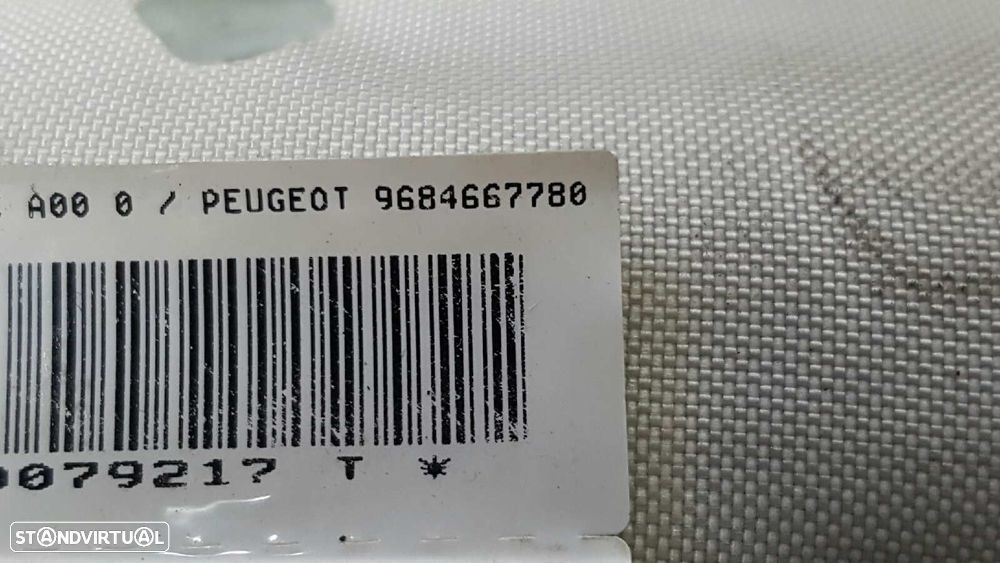 A00 0 / PEUGEOT 9684667780
079217 T *
STANDVIRTUAL